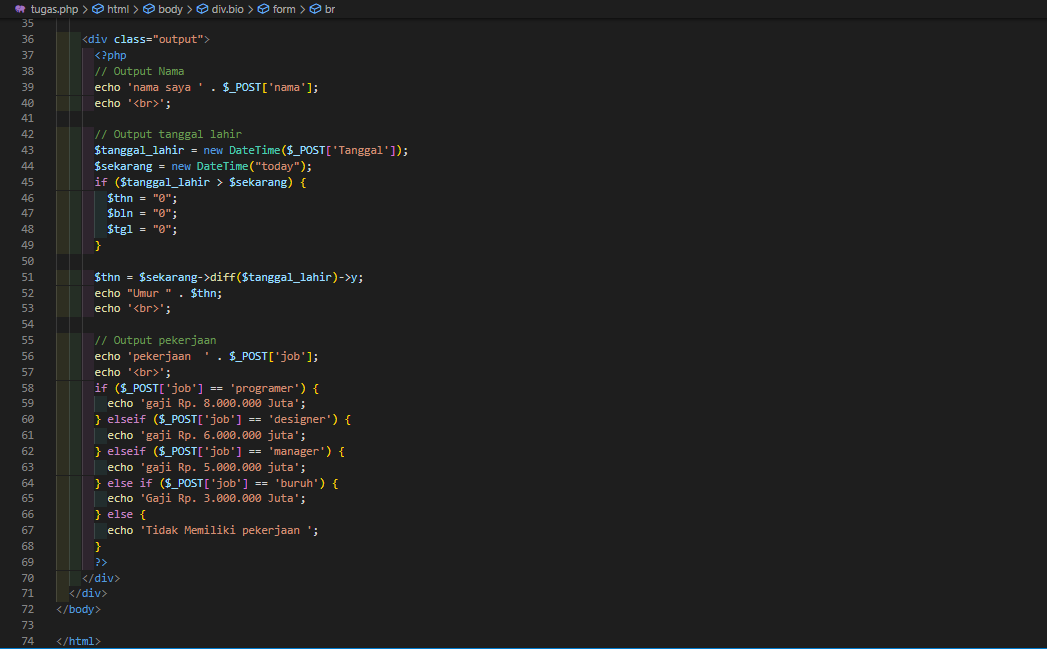 tugas.php > html > body > div.bio > form > br
35
36 <div class="output">
37 <?php
38 // Output Nama
39 echo 'nama saya ' . $_POST['nama'];
40 echo '<br>';
41
42 // Output tanggal lahir
43 $tanggal_lahir = new DateTime($_POST['Tanggal']);
44 $sekarang = new DateTime("today");
45 if ($tanggal_lahir > $sekarang) {
46 $thn = "0";
47 $bln = "0";
48 $tgl = "0";
49 }
50
51 $thn = $sekarang->diff($tanggal_lahir)->y;
52 echo "Umur " . $thn;
53 echo '<br>';
54
55 // Output pekerjaan
56 echo 'pekerjaan  ' . $_POST['job'];
57 echo '<br>';
58 if ($_POST['job'] == 'programer') {
59 echo 'gaji Rp. 8.000.000 Juta';
60 } elseif ($_POST['job'] == 'designer') {
61 echo 'gaji Rp. 6.000.000 juta';
62 } elseif ($_POST['job'] == 'manager') {
63 echo 'gaji Rp. 5.000.000 juta';
64 } else if ($_POST['job'] == 'buruh') {
65 echo 'Gaji Rp. 3.000.000 Juta';
66 } else {
67 echo 'Tidak Memiliki pekerjaan ';
68 }
69 ?>
70 </div>
71 </div>
72 </body>
73
74 </html>